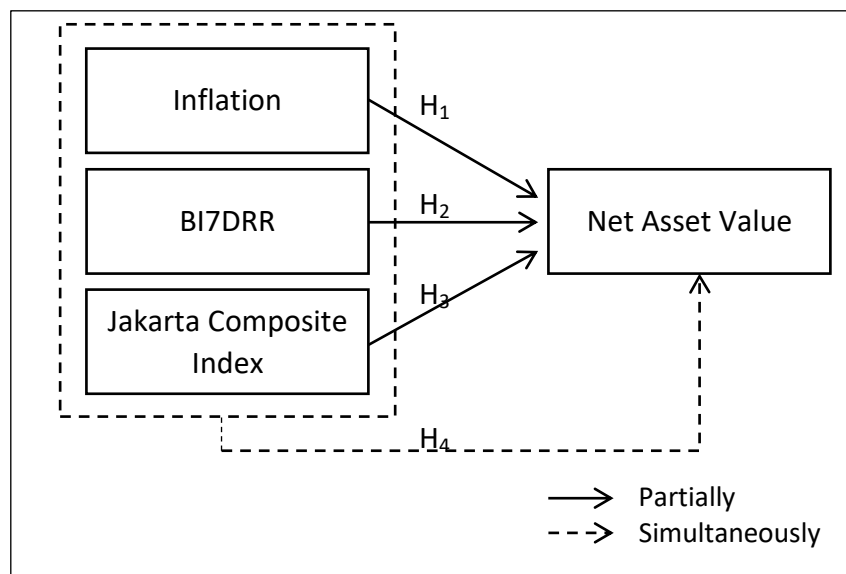 Inflation
H₁
BI7DRR
H₂
Net Asset Value
Jakarta Composite
Index
H₃
H₄
Partially
Simultaneously